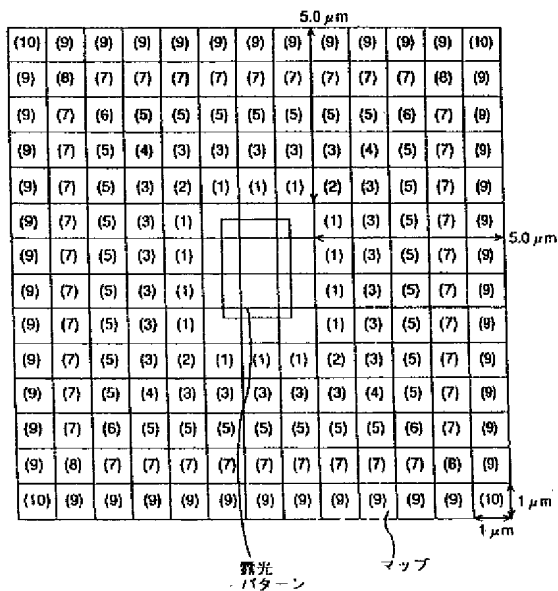 5.0 μm
(10) (9) (9) (9) (9) (9) (9) (9) (9) (9) (9) (9) (10)
(9) (8) (7) (7) (7) (7) (7) (7) (7) (7) (7) (8) (9)
(9) (7) (6) (5) (5) (5) (5) (5) (5) (5) (6) (7) (9)
(9) (7) (5) (4) (3) (3) (3) (3) (3) (4) (5) (7) (9)
(9) (7) (5) (3) (2) (1) (1) (1) (2) (3) (5) (7) (9)
(9) (7) (5) (3) (1) (1) (3) (5) (7) (9)
5.0 μm
(9) (7) (5) (3) (1) (1) (3) (5) (7) (9)
(9) (7) (5) (3) (1) (1) (3) (5) (7) (9)
(9) (7) (5) (3) (1) (1) (3) (5) (7) (9)
(9) (7) (5) (3) (2) (1) (1) (1) (2) (3) (5) (7) (9)
(9) (7) (5) (4) (3) (3) (3) (3) (3) (4) (5) (7) (9)
(9) (7) (6) (5) (5) (5) (5) (5) (5) (5) (6) (7) (9)
(9) (8) (7) (7) (7) (7) (7) (7) (7) (7) (7) (8) (9)
(10) (9) (9) (9) (9) (9) (9) (9) (9) (9) (9) (9) (10)
1 μm
1 μm
露光
パターン
マップ